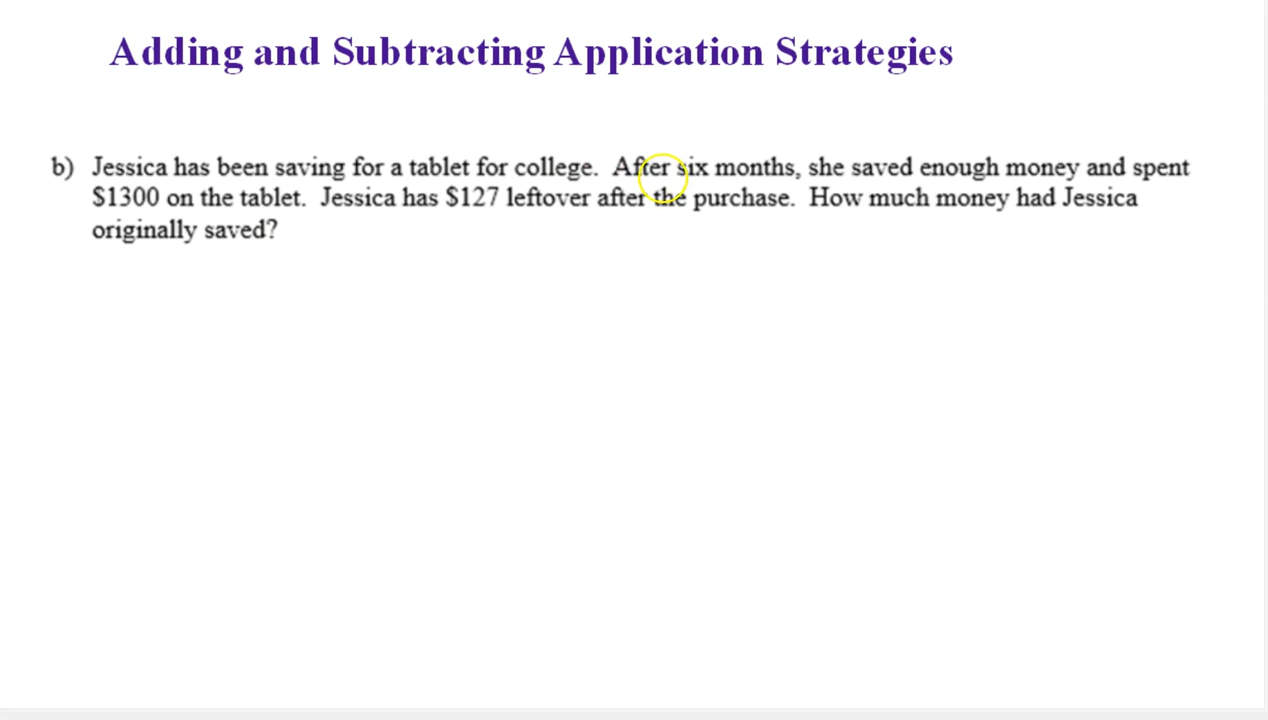 Adding and Subtracting Application Strategies
b) Jessica has been saving for a tablet for college. After six months, she saved enough money and spent
$1300 on the tablet. Jessica has $127 leftover after the purchase. How much money had Jessica
originally saved?